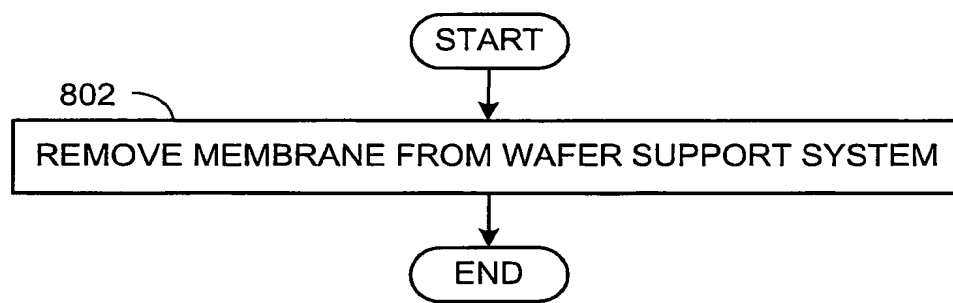 START
802
REMOVE MEMBRANE FROM WAFER SUPPORT SYSTEM
END